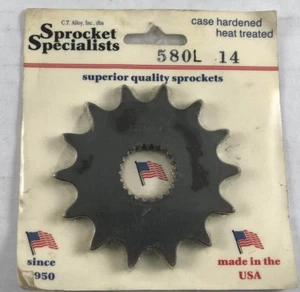 C.T. Alloy, Inc., dba
Sprocket
Specialists
case hardened
heat treated
580L 14
superior quality sprockets
since
1950
made in the
USA